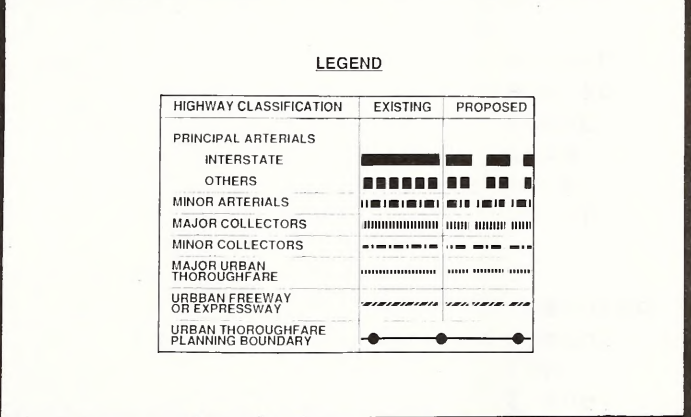 LEGEND
HIGHWAY CLASSIFICATION EXISTING PROPOSED
PRINCIPAL ARTERIALS
INTERSTATE
OTHERS
MINOR ARTERIALS
MAJOR COLLECTORS
MINOR COLLECTORS
MAJOR URBAN
THOROUGHFARE
URBBAN FREEWAY
OR EXPRESSWAY
URBAN THOROUGHFARE
PLANNING BOUNDARY